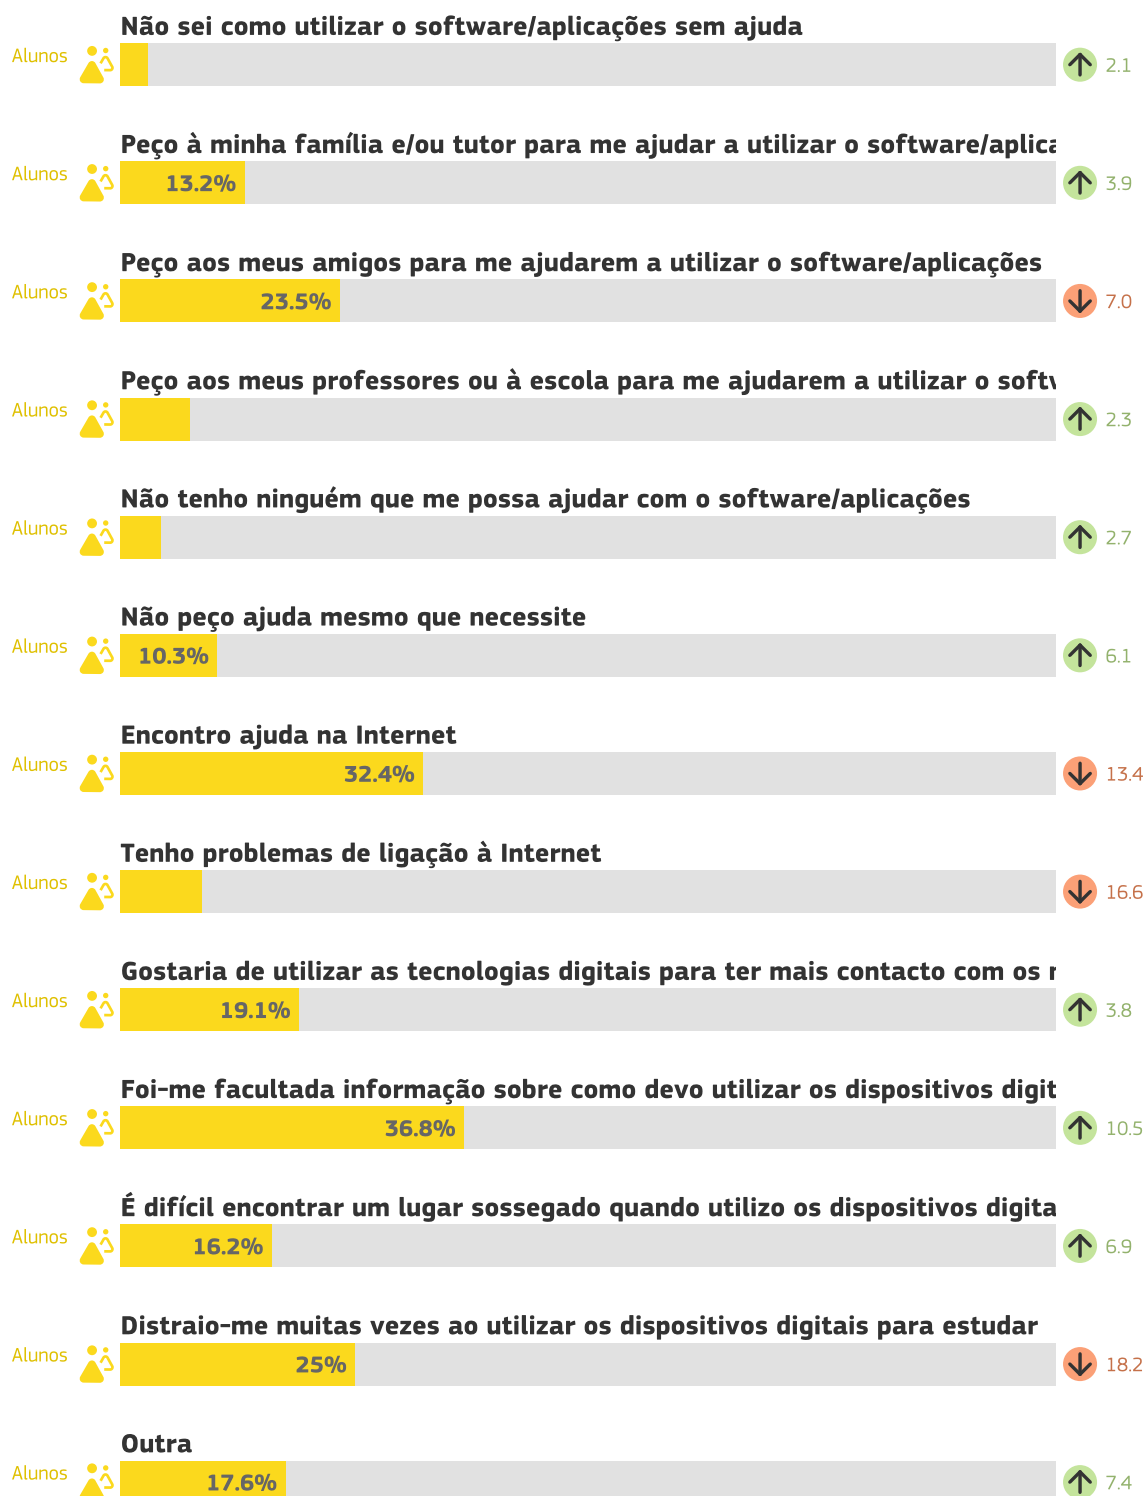 Não sei como utilizar o software/aplicações sem ajuda
Alunos
2.1
Peço à minha família e/ou tutor para me ajudar a utilizar o software/aplica
Alunos
13.2%
3.9
Peço aos meus amigos para me ajudarem a utilizar o software/aplicações
Alunos
23.5%
7.0
Peço aos meus professores ou à escola para me ajudarem a utilizar o
Alunos
2.3
Não tenho ninguém que me possa ajudar com o software/aplicações
Alunos
2.7
Não peço ajuda mesmo que necessite
Alunos
10.3%
6.1
Encontro ajuda na Internet
Alunos
32.4%
13.4
Tenho problemas de ligação à Internet
Alunos
16.6
Gostaria de utilizar as tecnologias digitais para ter mais contacto com os
Alunos
19.1%
3.8
Foi-me facultada informação sobre como devo utilizar os dispositivos digit
Alunos
36.8%
10.5
É difícil encontrar um lugar sossegado quando utilizo os dispositivos digita
Alunos
16.2%
6.9
Distraio-me muitas vezes ao utilizar os dispositivos digitais para estudar
Alunos
25%
18.2
Outra
Alunos
17.6%
7.4